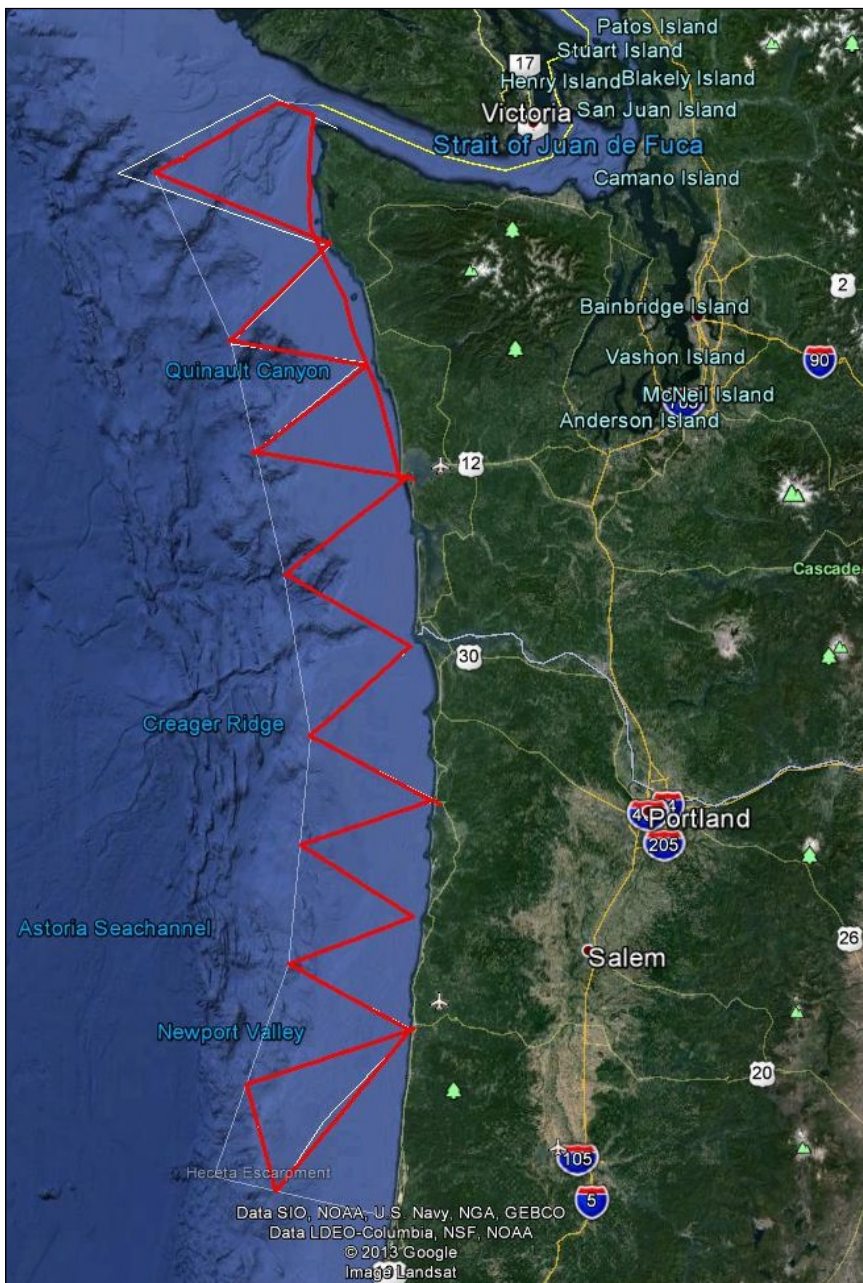 Patos Island
Stuart Island
17
Henry Island
Blakely Island
Victoria
San Juan Island
Strait of Juan de Fuca
Camano Island
2
Bainbridge Island
Vashon Island
90
Quinault Canyon
McNeil Island
705
Anderson Island
12
Cascade
30
Creager Ridge
Portland
205
Astoria Seachannel
26
Salem
Newport Valley
20
105
Heceta Escarpment
5
Data SIO, NOAA, U.S. Navy, NGA, GEBCO
Data LDEO-Columbia, NSF, NOAA
© 2013 Google
Image Landsat